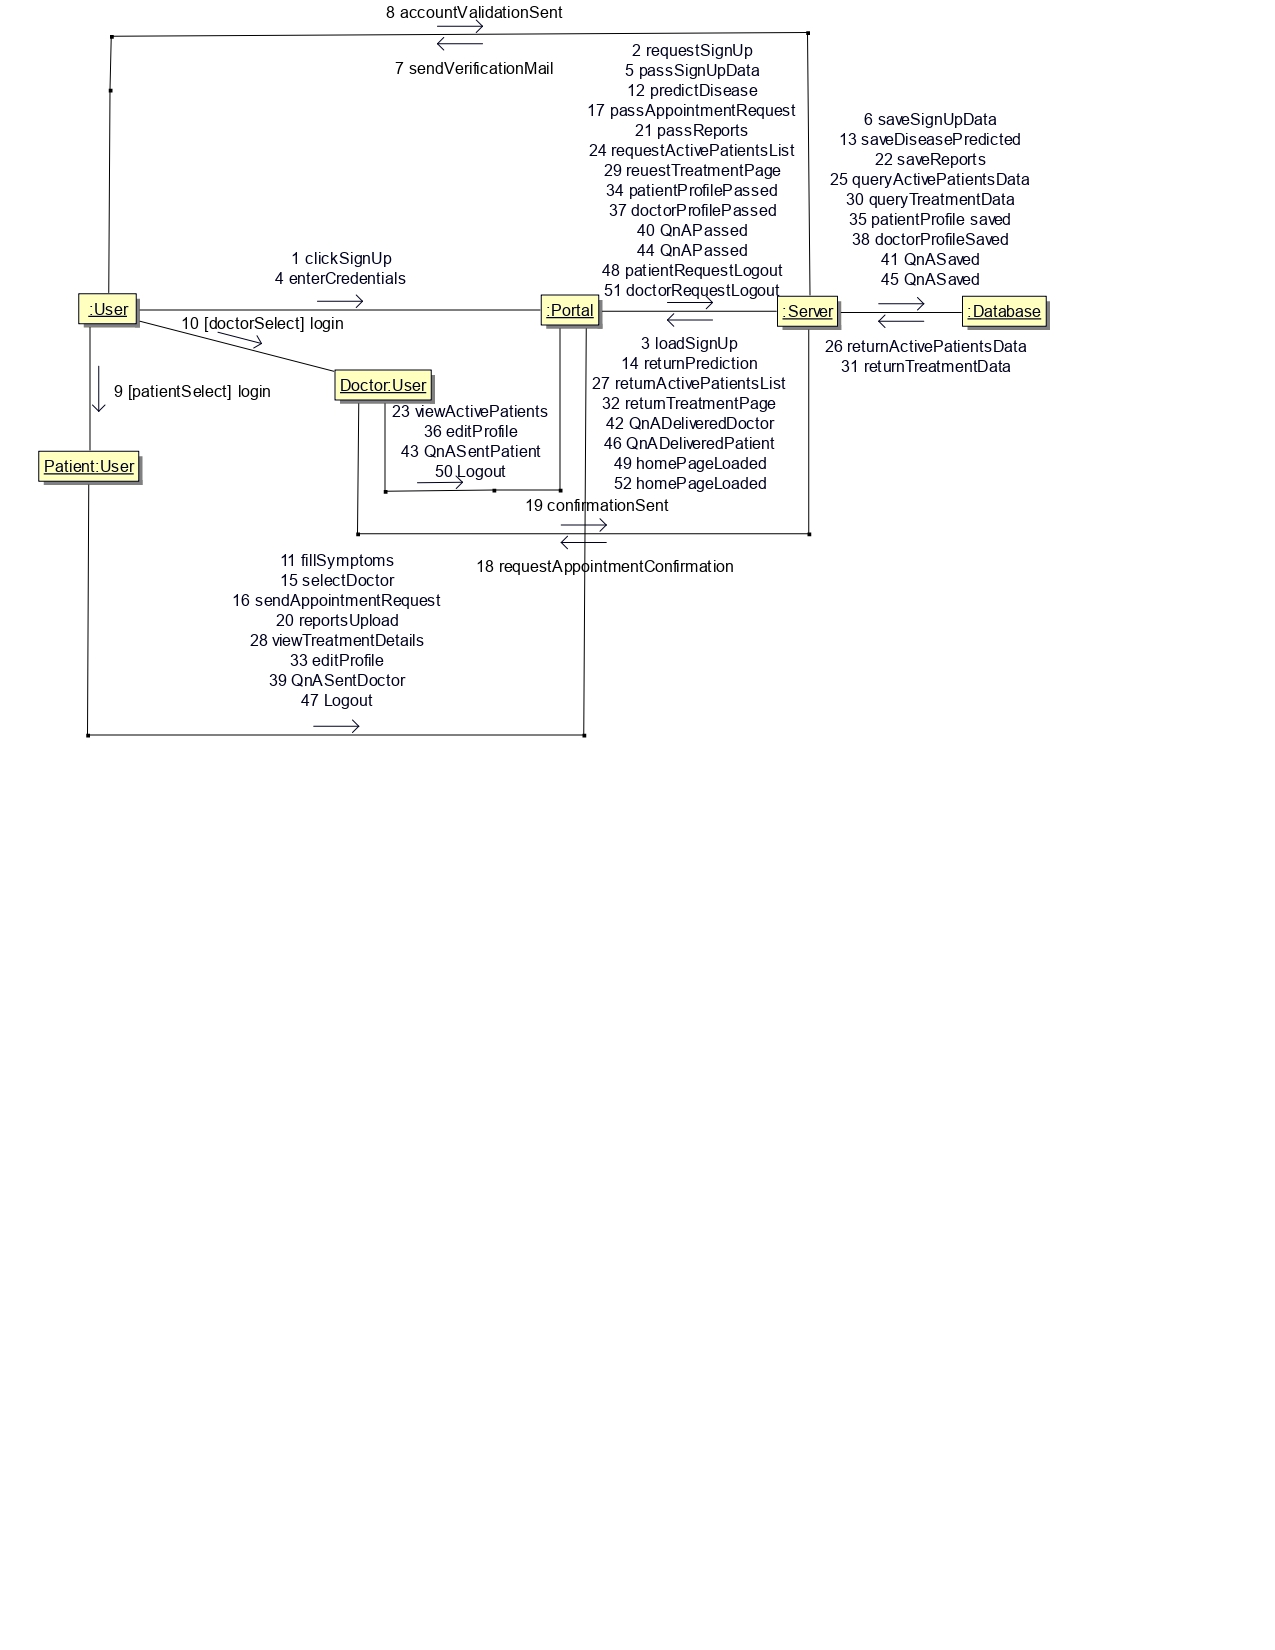 8 accountValidationSent
7 sendVerificationMail
2 requestSignUp
5 passSignUpData
12 predictDisease
17 passAppointmentRequest
21 passReports
24 requestActivePatientsList
29 reuestTreatmentPage
34 patientProfilePassed
37 doctorProfilePassed
40 QnAPassed
44 QnAPassed
48 patientRequestLogout
51 doctorRequestLogout
6 saveSignUpData
13 saveDiseasePredicted
22 saveReports
25 queryActivePatientsData
30 queryTreatmentData
35 patientProfile saved
38 doctorProfileSaved
41 QnASaved
45 QnASaved
1 clickSignUp
4 enterCredentials
:User
:Portal
:Server
:Database
10 [doctorSelect] login
3 loadSignUp
14 returnPrediction
27 returnActivePatientsList
32 returnTreatmentPage
42 QnADeliveredDoctor
46 QnADeliveredPatient
49 homePageLoaded
52 homePageLoaded
26 returnActivePatientsData
31 returnTreatmentData
Doctor:User
9 [patientSelect] login
23 viewActivePatients
36 editProfile
43 QnASentPatient
50 Logout
Patient:User
19 confirmationSent
18 requestAppointmentConfirmation
11 fillSymptoms
15 selectDoctor
16 sendAppointmentRequest
20 reportsUpload
28 viewTreatmentDetails
33 editProfile
39 QnASentDoctor
47 Logout